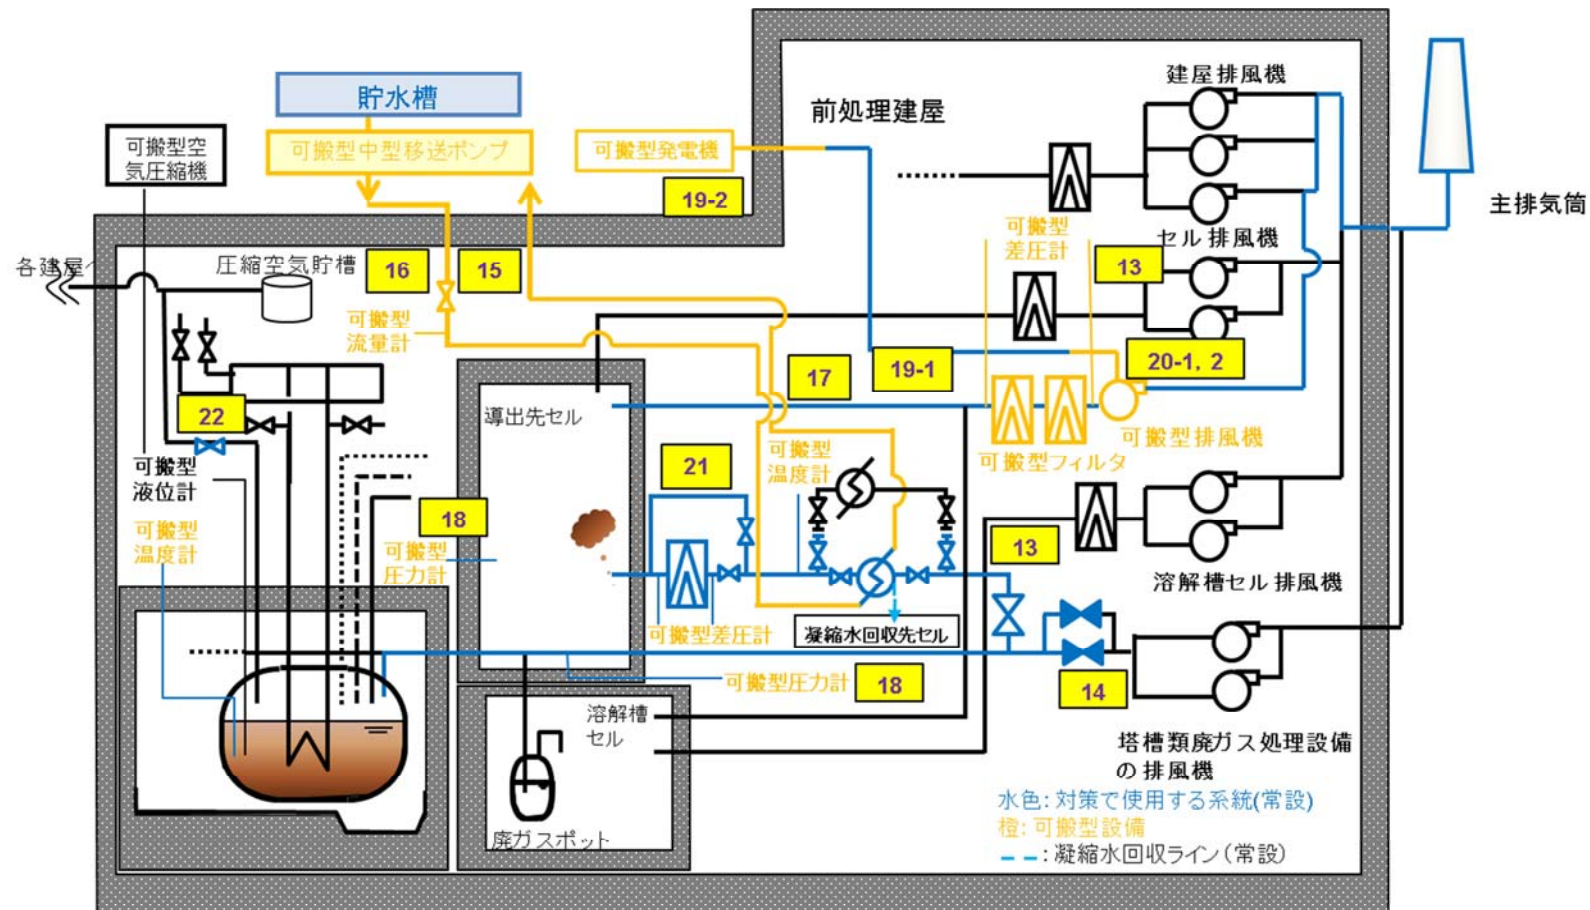 貯水槽
可搬型中型移送ポンプ
可搬型発電機
可搬型空
気圧縮機
前処理建屋
建屋排風機
主排気筒
19-2
可搬型
差圧計
セル排風機
13
各建屋へ
圧縮空気貯槽
16
15
可搬型
流量計
17
19-1
20-1, 2
22
導出先セル
可搬型排風機
可搬型フィルタ
可搬型
液位計
可搬型
温度計
21
可搬型
温度計
18
可搬型
圧力計
13
溶解槽セル排風機
可搬型差圧計
凝縮水回収先セル
可搬型圧力計
18
14
溶解槽
セル
塔槽類廃ガス処理設備
の排風機
廃ガスポット
水色:対策で使用する系統(常設)
橙:可搬型設備
:凝縮水回収ライン(常設)